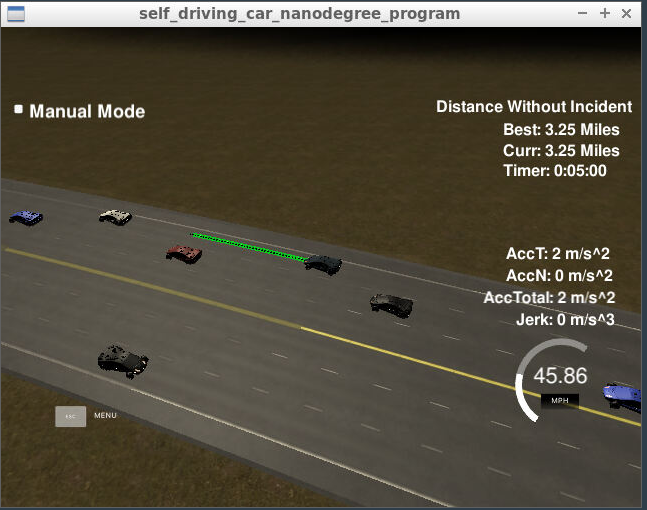 self_driving_car_nanodegree_program
Manual Mode
Distance Without Incident
Best: 3.25 Miles
Curr: 3.25 Miles
Timer: 0:05:00
AccT: 2 m/s^2
AccN: 0 m/s^2
AccTotal: 2 m/s^2
Jerk: 0 m/s^3
45.86
MPH
ESC
MENU